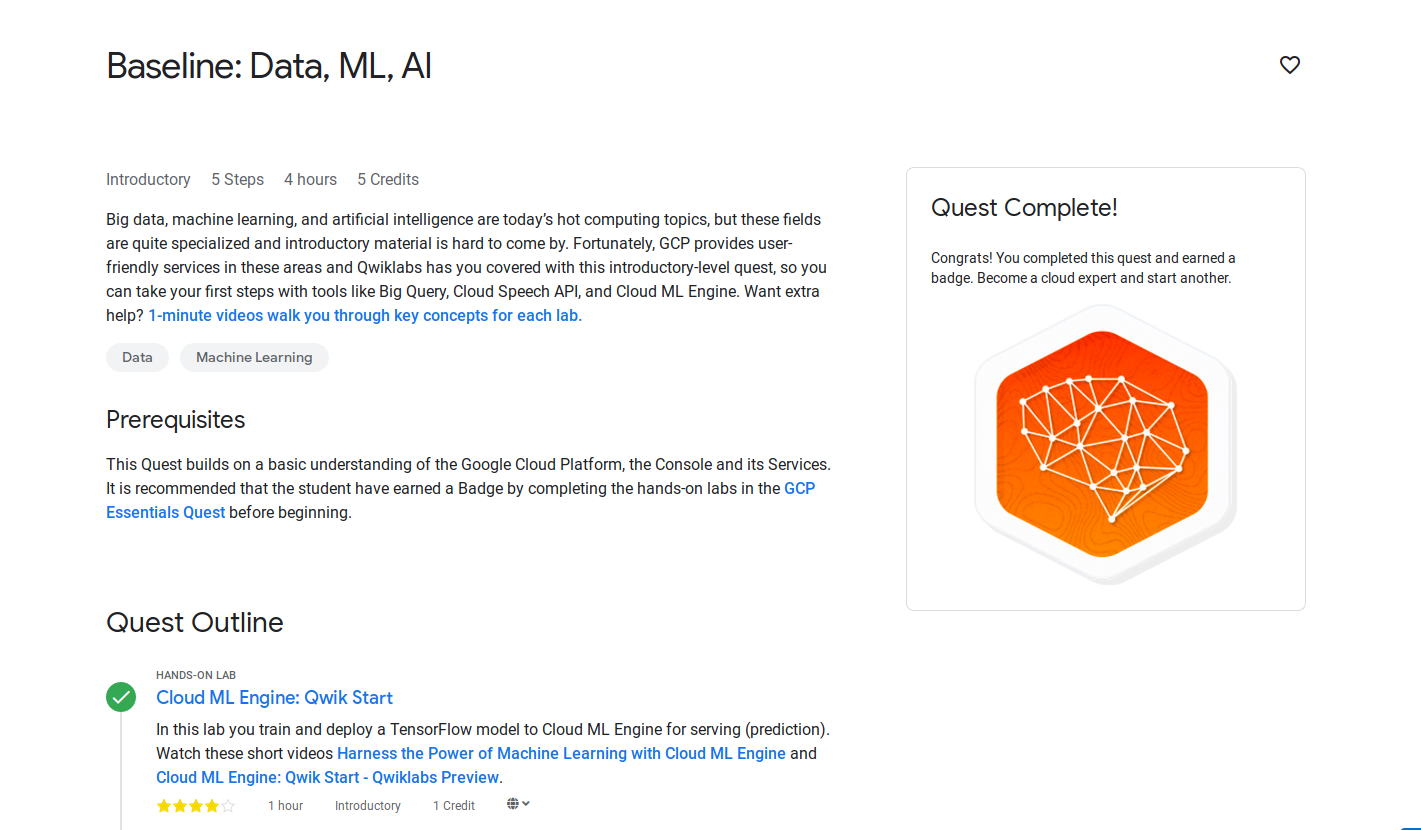 Baseline: Data, ML, AI
Introductory 5 Steps 4 hours 5 Credits
Big data, machine learning, and artificial intelligence are today’s hot computing topics, but these fields
are quite specialized and introductory material is hard to come by. Fortunately, GCP provides user-
friendly services in these areas and Qwiklabs has you covered with this introductory-level quest, so you
can take your first steps with tools like Big Query, Cloud Speech API, and Cloud ML Engine. Want extra
help? 1-minute videos walk you through key concepts for each lab.
Data Machine Learning
Prerequisites
This Quest builds on a basic understanding of the Google Cloud Platform, the Console and its Services.
It is recommended that the student have earned a Badge by completing the hands-on labs in the GCP
Essentials Quest before beginning.
Quest Complete!
Congrats! You completed this quest and earned a
badge. Become a cloud expert and start another.
Quest Outline
HANDS-ON LAB
Cloud ML Engine: Qwik Start
In this lab you train and deploy a TensorFlow model to Cloud ML Engine for serving (prediction).
Watch these short videos Harness the Power of Machine Learning with Cloud ML Engine and
Cloud ML Engine: Qwik Start - Qwiklabs Preview.
1 hour Introductory 1 Credit